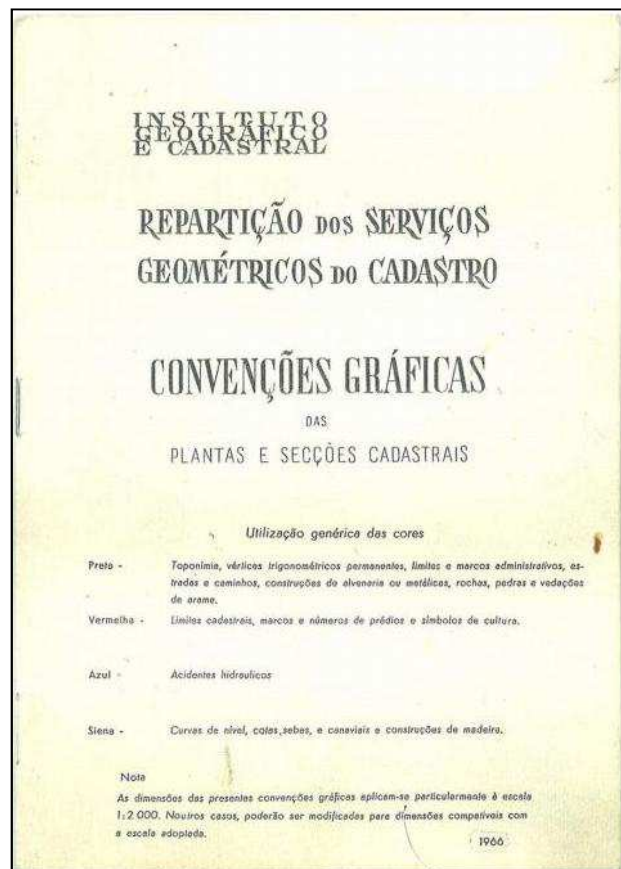 INSTITUTO
GEOGRÁFICO
E CADASTRAL
REPARTIÇÃO DOS SERVIÇOS
GEOMÉTRICOS DO CADASTRO
CONVENÇÕES GRÁFICAS
DAS
PLANTAS E SECÇÕES CADASTRAIS
Utilização genérica das cores
Preto - Toponímia, vértices trigonométricos permanentes, limites e marcos administrativos, es-
tradas e caminhos, construções de alvenaria ou metálicas, rochas, pedras e vedações
de arame.
Vermelha - Limites cadastrais, marcos e números de prédios e símbolos de cultura.
Azul - Acidentes hidraulicos
Siena - Curvas de nível, cotas, sebes, e canaviais e construções de madeira.
Nota
As dimensões das presentes convenções gráficas aplicam-se particularmente à escala
1:2 000. Noutros casos, poderão ser modificadas para dimensões compatíveis com
a escala adoptada.
1966